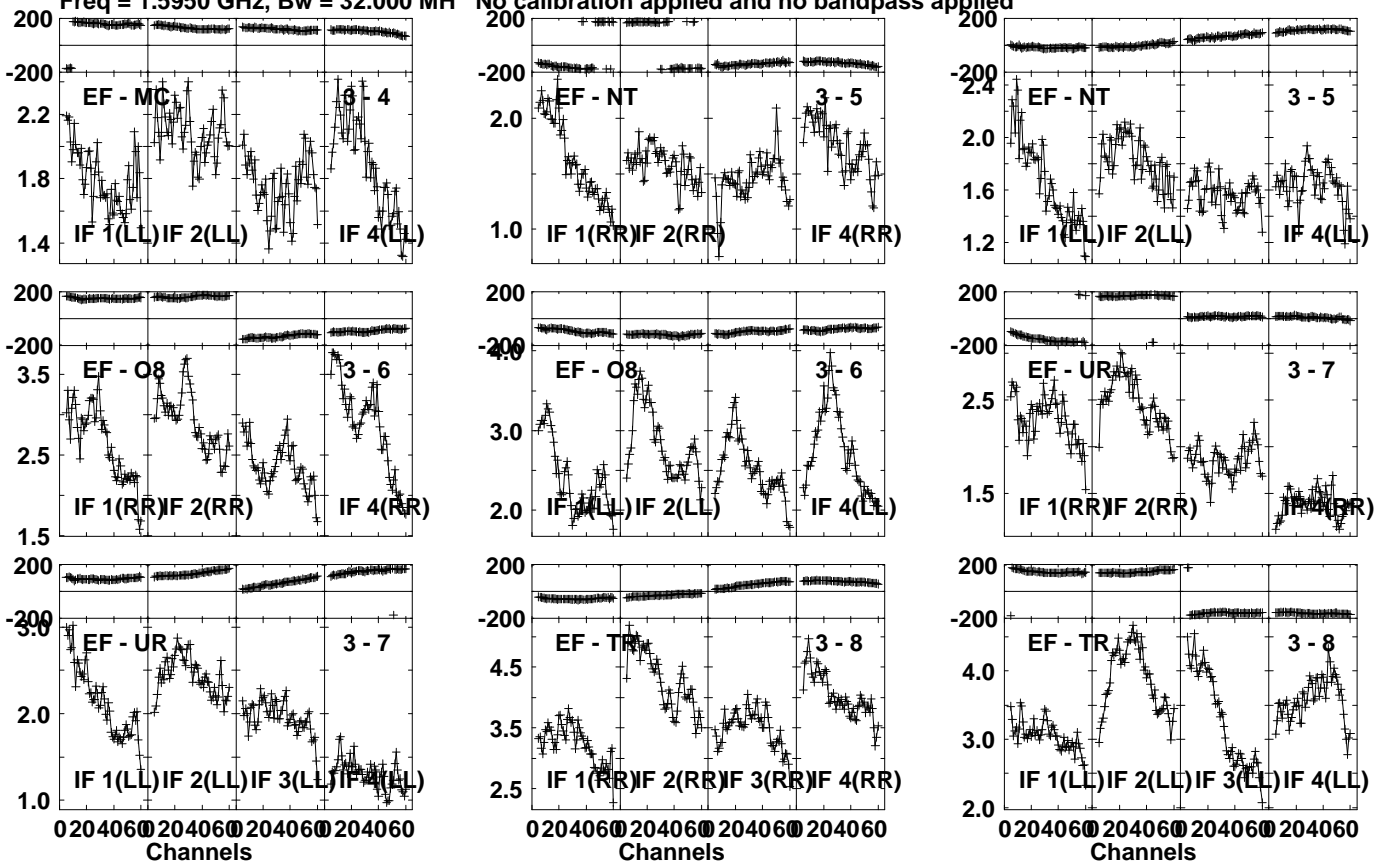 Freq = 1.5950 GHz, Bw = 32.000 MH No calibration applied and no bandpass applied
200 200 200
-200 -200 -200
EF - MC 3 - 4 EF - NT 3 - 5 EF - NT 3 - 5
2.2 2.0 2.4
1.8 1.0 2.0
1.4 1.6
1.2
IF 1(LL) IF 2(LL) IF 4(LL) IF 1(RR) IF 2(RR) IF 4(RR) IF 1(LL) IF 2(LL) IF 4(LL)
200 200 200
-200 -200 -200
EF - O8 3 - 6 EF - O8 3 - 6 EF - UR 3 - 7
3.5 4.0 2.5
2.5 3.0 1.5
1.5 2.0
IF 1(RR) IF 2(RR) IF 4(RR) IF 1(LL) IF 2(LL) IF 4(LL) IF 1(RR) IF 2(RR) IF 4(RR)
200 200 200
-200 -200 -200
EF - UR 3 - 7 EF - TR 3 - 8 EF - TR 3 - 8
3.0 4.5 4.0
2.0 3.5 3.0
1.0 2.5 2.0
IF 1(LL) IF 2(LL) IF 3(LL) IF 4(LL) IF 1(RR) IF 2(RR) IF 3(RR) IF 4(RR) IF 1(LL) IF 2(LL) IF 3(LL) IF 4(LL)
0 20 40 60 0 20 40 60 0 20 40 60 0 20 40 60 0 20 40 60 0 20 40 60 0 20 40 60 0 20 40 60 0 20 40 60 0 20 40 60 0 20 40 60 0 20 40 60
Channels Channels Channels